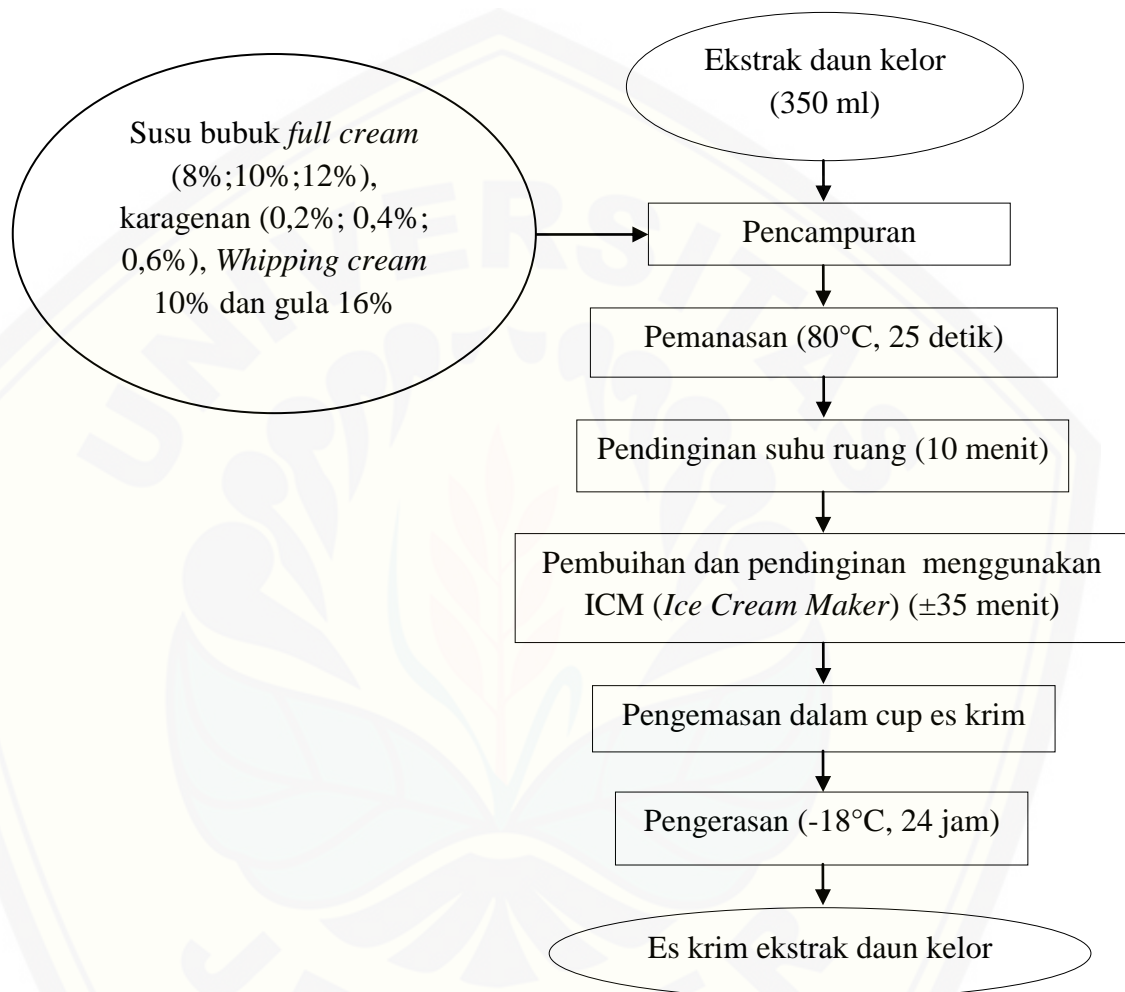 Ekstrak daun kelor
(350 ml)
Susu bubuk full cream
(8%;10%;12%),
karagenan (0,2%; 0,4%;
0,6%), Whipping cream
10% dan gula 16%
Pencampuran
Pemanasan (80°C, 25 detik)
Pendinginan suhu ruang (10 menit)
Pembuihan dan pendinginan menggunakan
ICM (Ice Cream Maker) (±35 menit)
Pengemasan dalam cup es krim
Pengerasan (-18°C, 24 jam)
Es krim ekstrak daun kelor
UNIVERSITAS